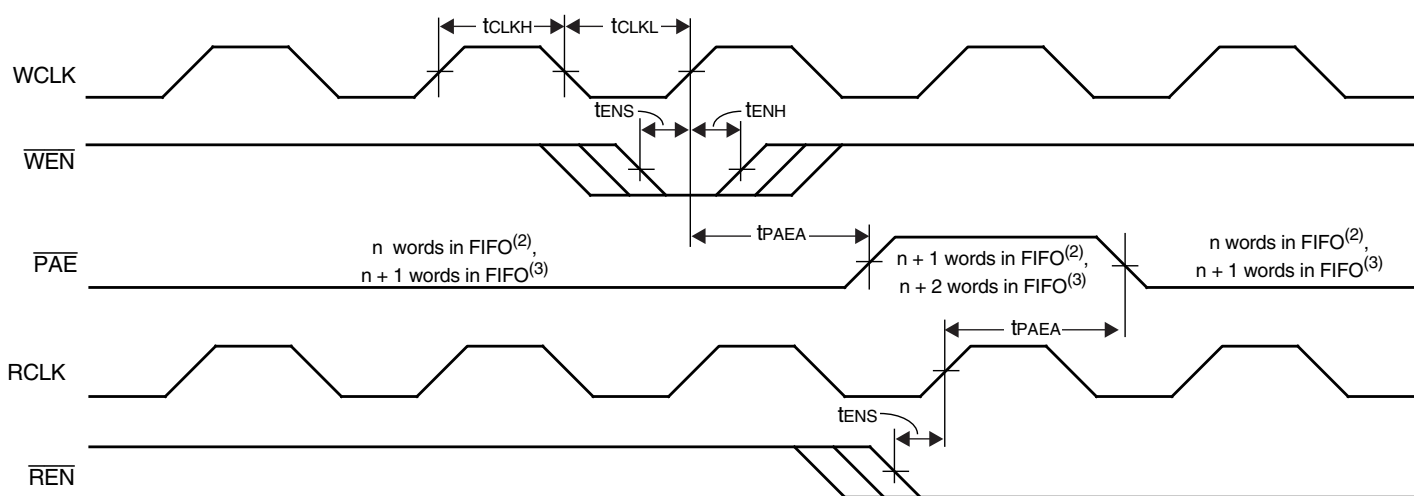 tCLKH
tCLKL
WCLK
tENS
tENH
WEN
tPAEA
PAE
n words in FIFO(2),
n + 1 words in FIFO(3)
n + 1 words in FIFO(2),
n + 2 words in FIFO(3)
n words in FIFO(2),
n + 1 words in FIFO(3)
tPAEA
RCLK
tENS
REN